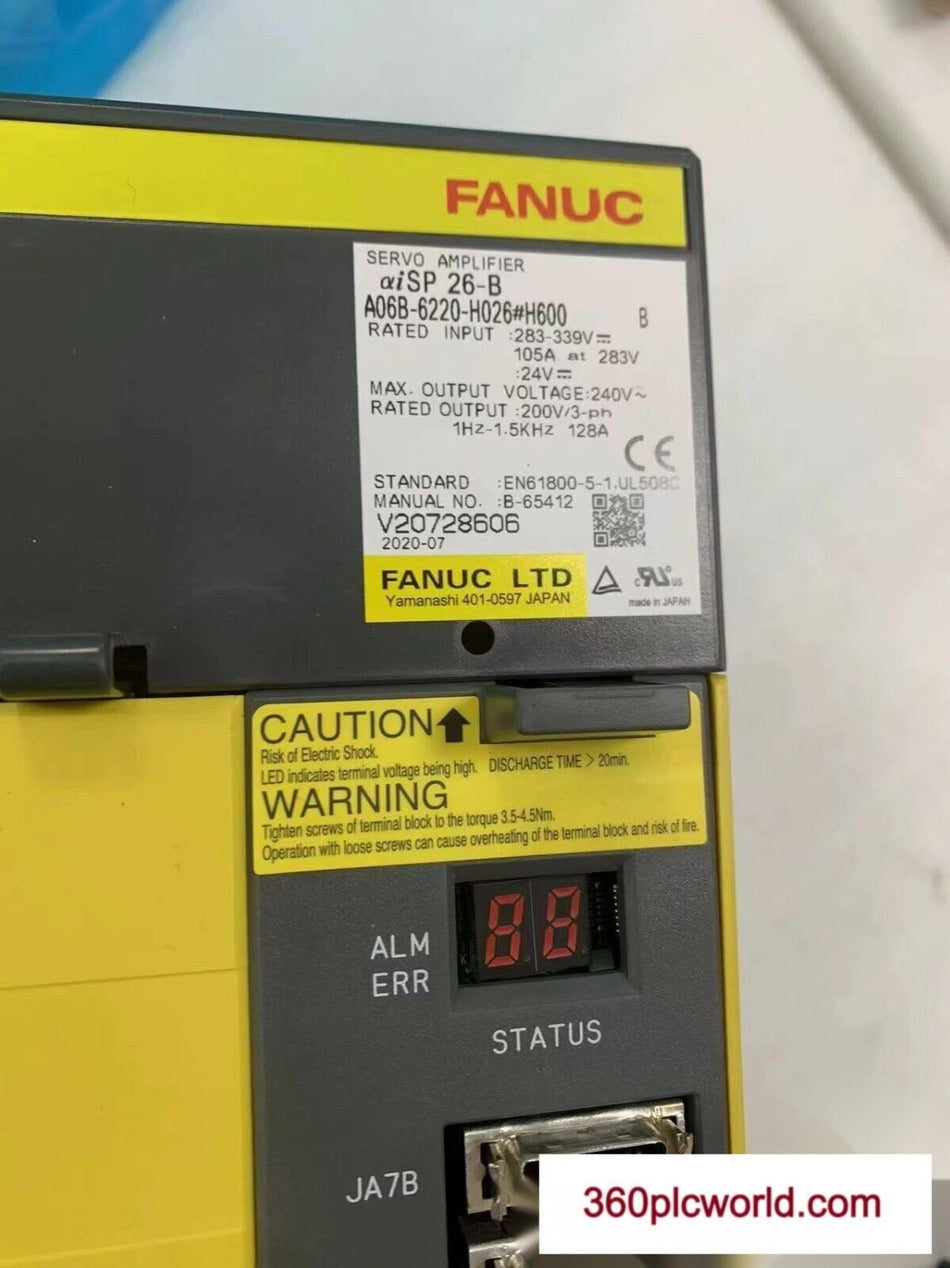 FANUC
SERVO AMPLIFIER
αiSP 26-B
A06B-6220-H026#H600 B
RATED INPUT :283-339V⎓
105A at 283V
:24V⎓
MAX. OUTPUT VOLTAGE:240V~
RATED OUTPUT :200V/3-ph
1Hz-1.5KHz 128A
CE
STANDARD :EN61800-5-1.UL508C
MANUAL NO. :B-65412
V20728606
2020-07
FANUC LTD
Yamanashi 401-0597 JAPAN
c RU us
made in JAPAN
CAUTION
Risk of Electric Shock.
LED indicates terminal voltage being high. DISCHARGE TIME > 20min.
WARNING
Tighten screws of terminal block to the torque 3.5-4.5Nm.
Operation with loose screws can cause overheating of the terminal block and risk of fire.
88
ALM
ERR
STATUS
JA7B
360plcworld.com